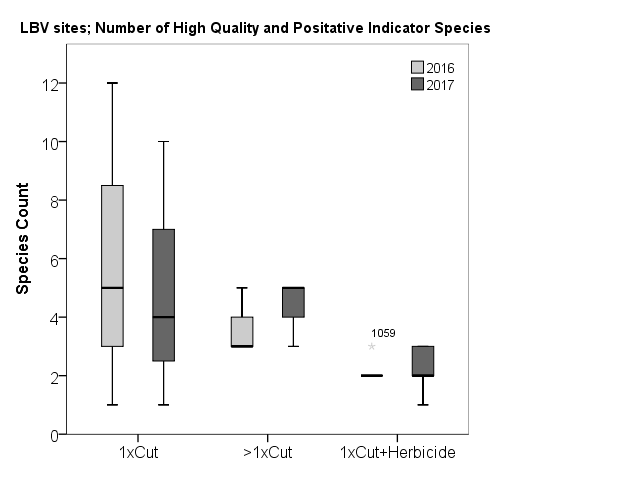 LBV sites; Number of High Quality and Positative Indicator Species
2016
2017
12
10
8
6
4
2
0
Species Count
1059
1xCut
>1xCut
1xCut+Herbicide